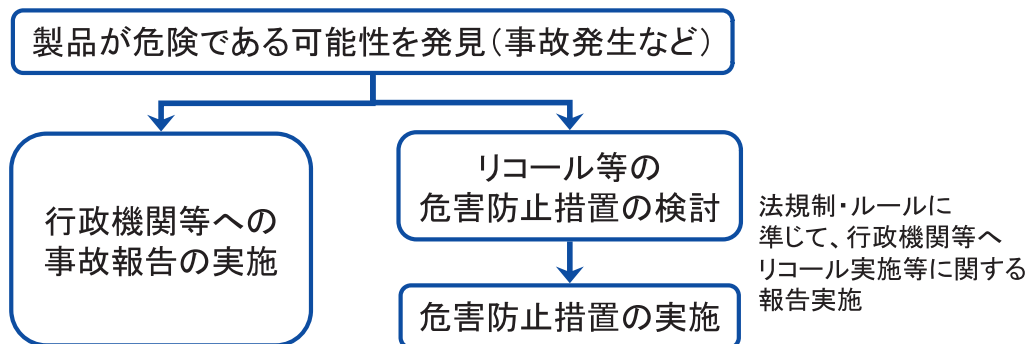 製品が危険である可能性を発見（事故発生など）
行政機関等への
事故報告の実施
リコール等の
危害防止措置の検討
危害防止措置の実施
法規制・ルールに
準じて、行政機関等へ
リコール実施等に関する
報告実施